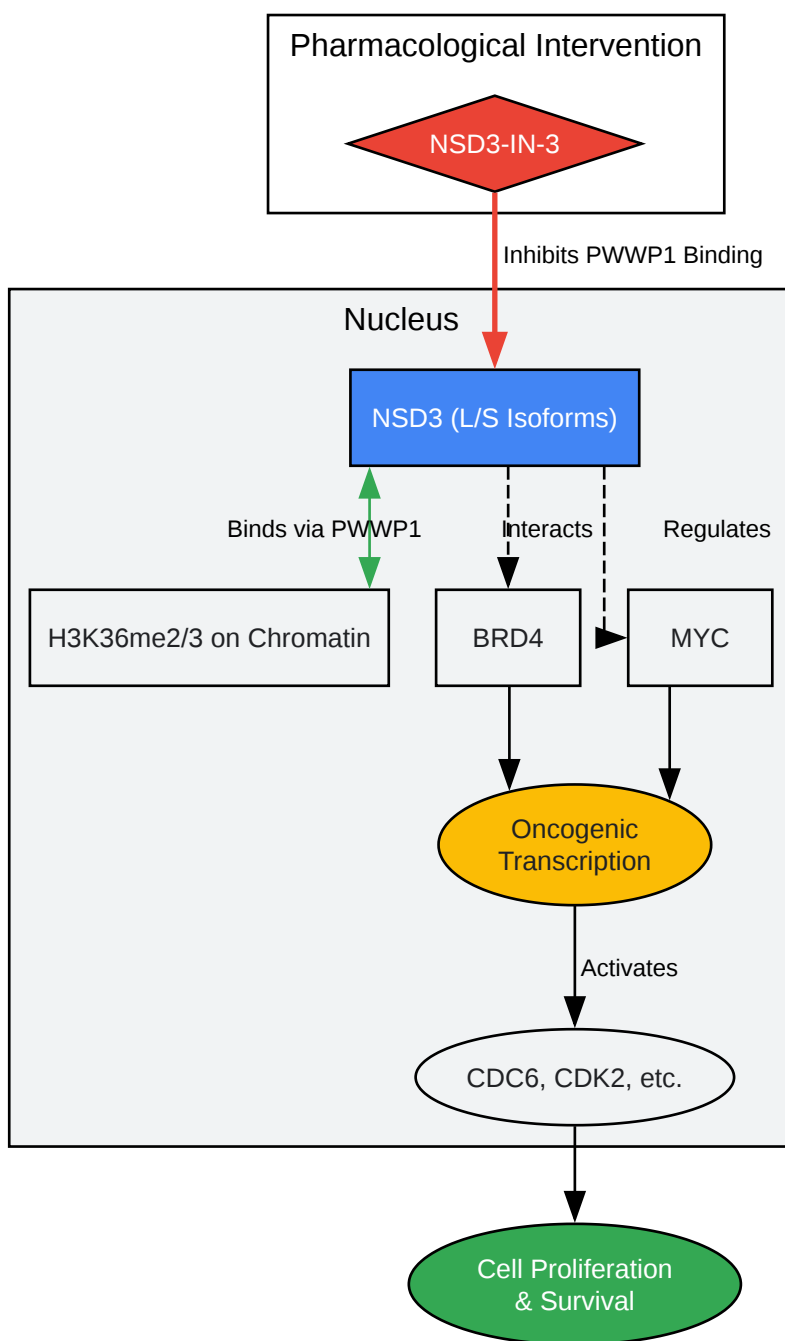 Pharmacological Intervention
NSD3-IN-3
Inhibits PWWP1 Binding
Nucleus
NSD3 (L/S Isoforms)
Binds via PWWP1
Interacts
Regulates
H3K36me2/3 on Chromatin
BRD4
MYC
Oncogenic
Transcription
Activates
CDC6, CDK2, etc.
Cell Proliferation
& Survival